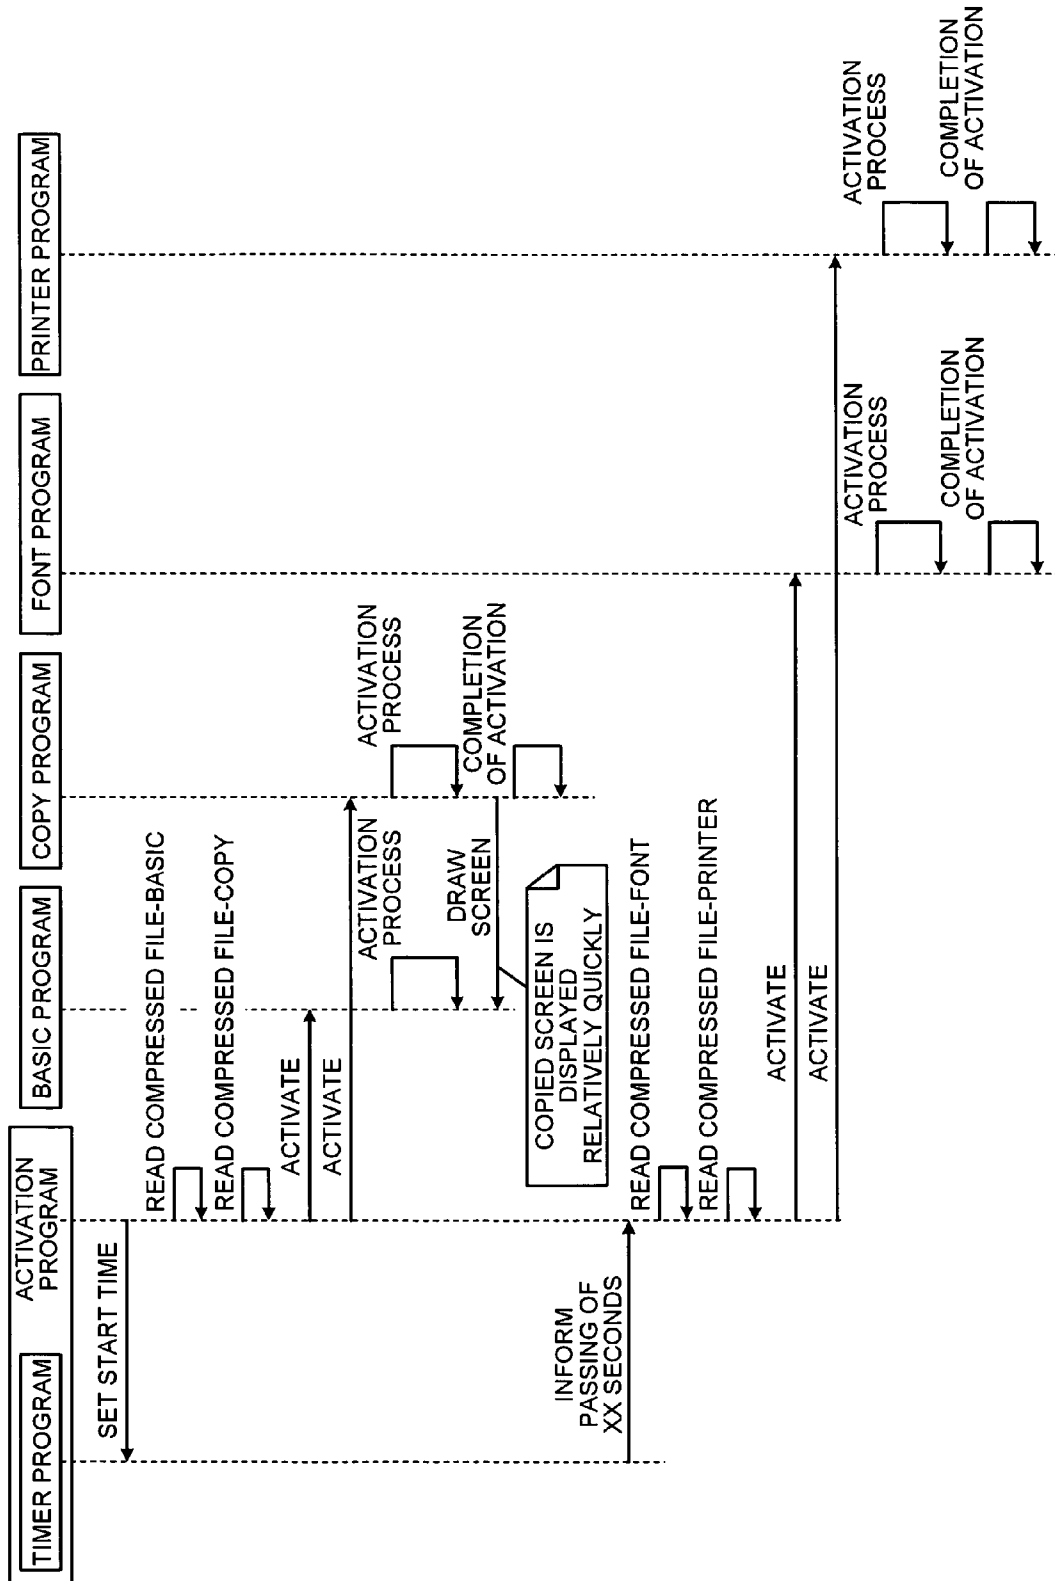 TIMER PROGRAM
ACTIVATION
PROGRAM
BASIC PROGRAM
COPY PROGRAM
FONT PROGRAM
PRINTER PROGRAM
SET START TIME
READ COMPRESSED FILE-BASIC
READ COMPRESSED FILE-COPY
ACTIVATE
ACTIVATE
ACTIVATION
PROCESS
ACTIVATION
PROCESS
DRAW
SCREEN
COMPLETION
OF ACTIVATION
COPIED SCREEN IS
DISPLAYED
RELATIVELY QUICKLY
INFORM
PASSING OF
XX SECONDS
READ COMPRESSED FILE-FONT
READ COMPRESSED FILE-PRINTER
ACTIVATE
ACTIVATE
ACTIVATION
PROCESS
ACTIVATION
PROCESS
COMPLETION
OF ACTIVATION
COMPLETION
OF ACTIVATION